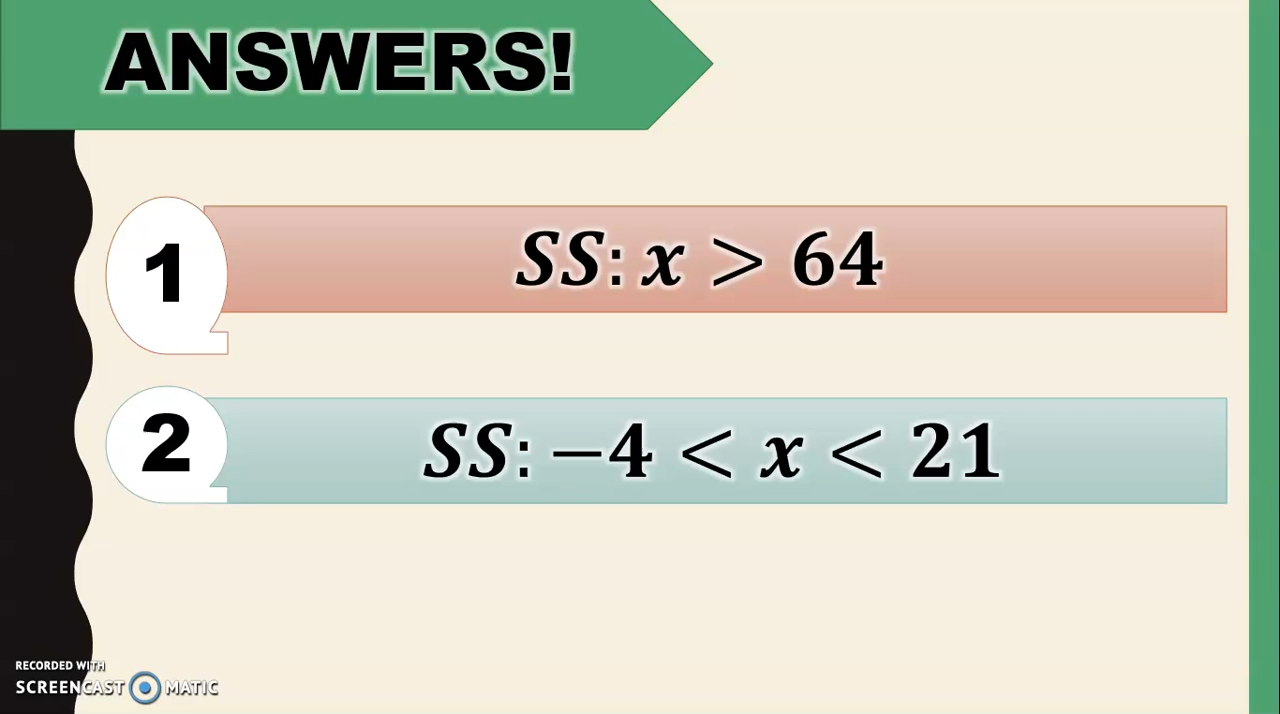 ANSWERS!
1
SS: x > 64
2
SS: −4 < x < 21
RECORDED WITH
SCREENCAST MATIC